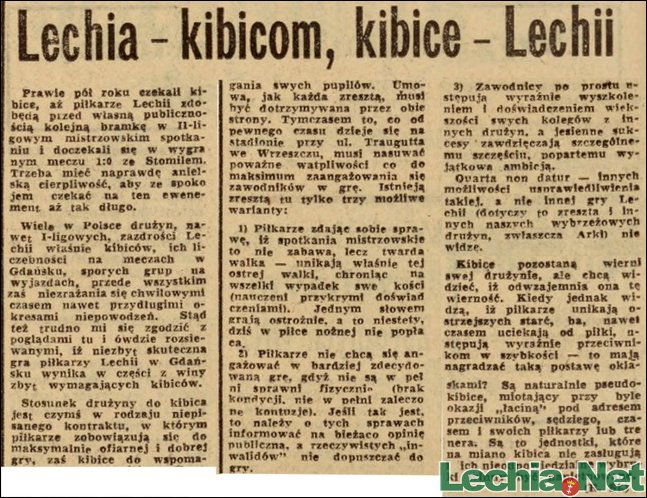 Lechia - kibicom, kibice - Lechii
Prawie pół roku czekali ki-
bice, aż piłkarze Lechii zdo-
będą przed własną publiczno-
ścią kolejną bramkę w II-li-
gowym mistrzowskim spotka-
niu i doczekali się w wygra
nym meczu 1:0 ze Stomilem.
Trzeba mieć naprawdę aniel-
ską cierpliwość, aby ze spoko
jem czekać na ten ewene-
ment aż tak długo.
Wiele w Polsce drużyn, na-
wet I-ligowych, zazdrości Le-
chii właśnie kibiców, ich li-
czebności na meczach w
Gdańsku, sporych grup na
wyjazdach, przede wszystkim
zaś niezrażania się chwilowymi
czasem nawet przydługimi o-
kresami niepowodzeń. Stąd
też trudno mi się zgodzić z
poglądami tu i ówdzie rozsie-
wanymi, iż niezbyt skuteczna
gra piłkarzy Lechii w Gdań-
sku wynika w części z winy
zbyt wymagających kibiców.
Stosunek drużyny do kibica
jest czymś w rodzaju niepi-
sanego kontraktu, w którym
piłkarze zobowiązują się do
maksymalnie ofiarnej i dobrej
gry, zaś kibice do wspoma-
gania swych pupilów. Umo-
wa, jak każda zresztą, musi
być dotrzymywana przez obie
strony. Tymczasem to, co od
pewnego czasu dzieje się na
stadionie przy ul. Traugutta
we Wrzeszczu, musi nasuwać
poważne wątpliwości co do
maksimum zaangażowania się
zawodników w grę. Istnieją
zresztą tu tylko trzy możliwe
warianty:
1) Piłkarze zdając sobie spra-
wę, iż spotkania mistrzowskie
to nie zabawa, lecz twarda
walka - unikają właśnie tej
ostrej walki, chroniąc na
wszelki wypadek swe kości
(nauczeni przykrymi doświad
czeniami). Jednym słowem
grają ostrożnie, a to niestety,
dziś w piłce nożnej nie popła
ca.
2) Piłkarze nie chcą się an-
gażować w bardziej zdecydo-
waną grę, gdyż nie są w peł
ni sprawni fizycznie (brak
kondycji, nie w pełni zaleczo
ne kontuzje). Jeśli tak jest,
to należy o tych sprawach
informować na bieżąco opinię
publiczną, a rzeczywistych „in-
walidów" nie dopuszczać do
gry.
3) Zawodnicy po prostu u-
stępują wyraźnie wyszkole-
niem i doświadczeniem więk-
szości swych kolegów z in-
nych drużyn, a jesienne suk-
cesy zawdzięczają szczególne-
mu szczęściu, popartemu wy-
jątkową ambicją.
Quarta non datur - innych
możliwości usprawiedliwienia
takiej, a nie innej gry Lechii
(dotyczy to zresztą i in-
nych naszych wybrzeżowych
drużyn, zwłaszcza Arki) nie
widzę.
Kibice pozostaną wierni
swej drużynie, ale chcą wi-
dzieć, iż odwzajemnia ona tę
wierność. Kiedy jednak wi-
dzą, iż piłkarze unikają o-
strzejszych starć, ba, nawet
czasem uciekają od piłki, u-
stępują wyraźnie przeciwni-
kom w szybkości - to mają
nagradzać taką postawę okla-
skami? Są naturalnie pseudo-
kibice, miotający przy byle
okazji „łaciną" pod adresem
przeciwników, sędziego, cza-
sem i swoich piłkarzy lub tre
nera. Są to jednostki, które
na miano kibica nie zasługują
i ich nieodpowiedzialne wybry
Lechia.Net